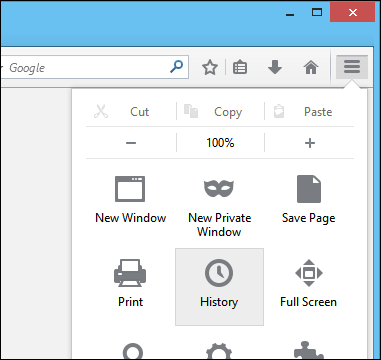 Google
Cut Copy Paste
− 100% +
New Window New Private Window Save Page
Print History Full Screen